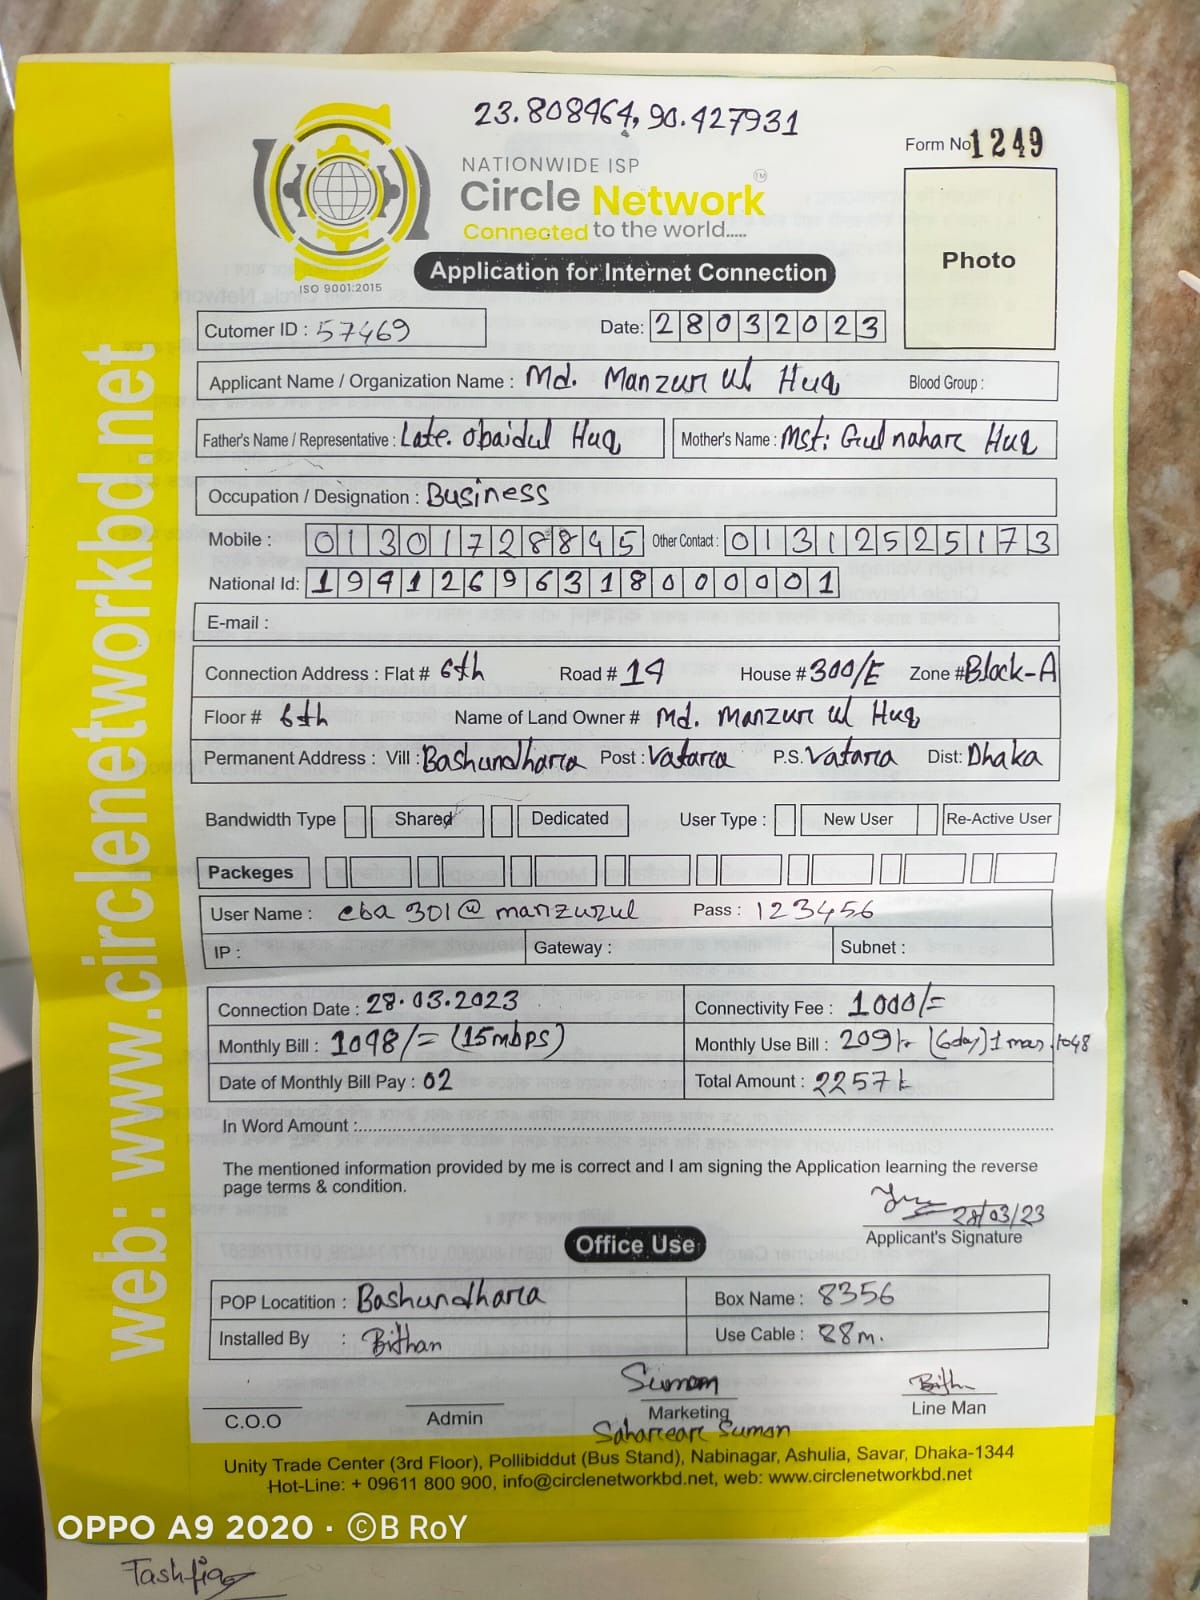 23.808464, 90.427931
NATIONWIDE ISP
Circle Network TM
Connected to the world.....
ISO 9001:2015
Form No 1249
Photo
Application for Internet Connection
Cutomer ID : 57469 Date: 28032023
Applicant Name / Organization Name : Md. Manzur ul Huq Blood Group :
Father's Name / Representative : Late. Obaidul Huq Mother's Name : Mst: Gulnahar Huq
Occupation / Designation : Business
Mobile : 01301728845 Other Contact : 01312525173
National Id: 19412696318000001
E-mail :
Connection Address : Flat # 6th Road # 14 House # 300/E Zone # Block-A
Floor # 6th Name of Land Owner # Md. Manzur ul Huq
Permanent Address : Vill : Bashundhara Post : Vatara P.S. Vatara Dist: Dhaka
Bandwidth Type Shared Dedicated User Type : New User Re-Active User
Packeges
User Name : cba301@manzurul Pass : 123456
IP : Gateway : Subnet :
Connection Date : 28.03.2023 Connectivity Fee : 1000/=
Monthly Bill : 1048/= (15mbps) Monthly Use Bill : 209 (6day) 1 mas. 1048
Date of Monthly Bill Pay : 02 Total Amount : 2257
In Word Amount :
The mentioned information provided by me is correct and I am signing the Application learning the reverse
page terms & condition.
28/03/23
Applicant's Signature
Office Use
POP Locatition : Bashundhara Box Name : 8356
Installed By : Bithan Use Cable : 88m.
Suman
C.O.O Admin Marketing Line Man
Sahareare Suman
Unity Trade Center (3rd Floor), Pollibiddut (Bus Stand), Nabinagar, Ashulia, Savar, Dhaka-1344
Hot-Line: + 09611 800 900, info@circlenetworkbd.net, web: www.circlenetworkbd.net
web: www.circlenetworkbd.net
OPPO A9 2020 · ©B RoY
Tashfia